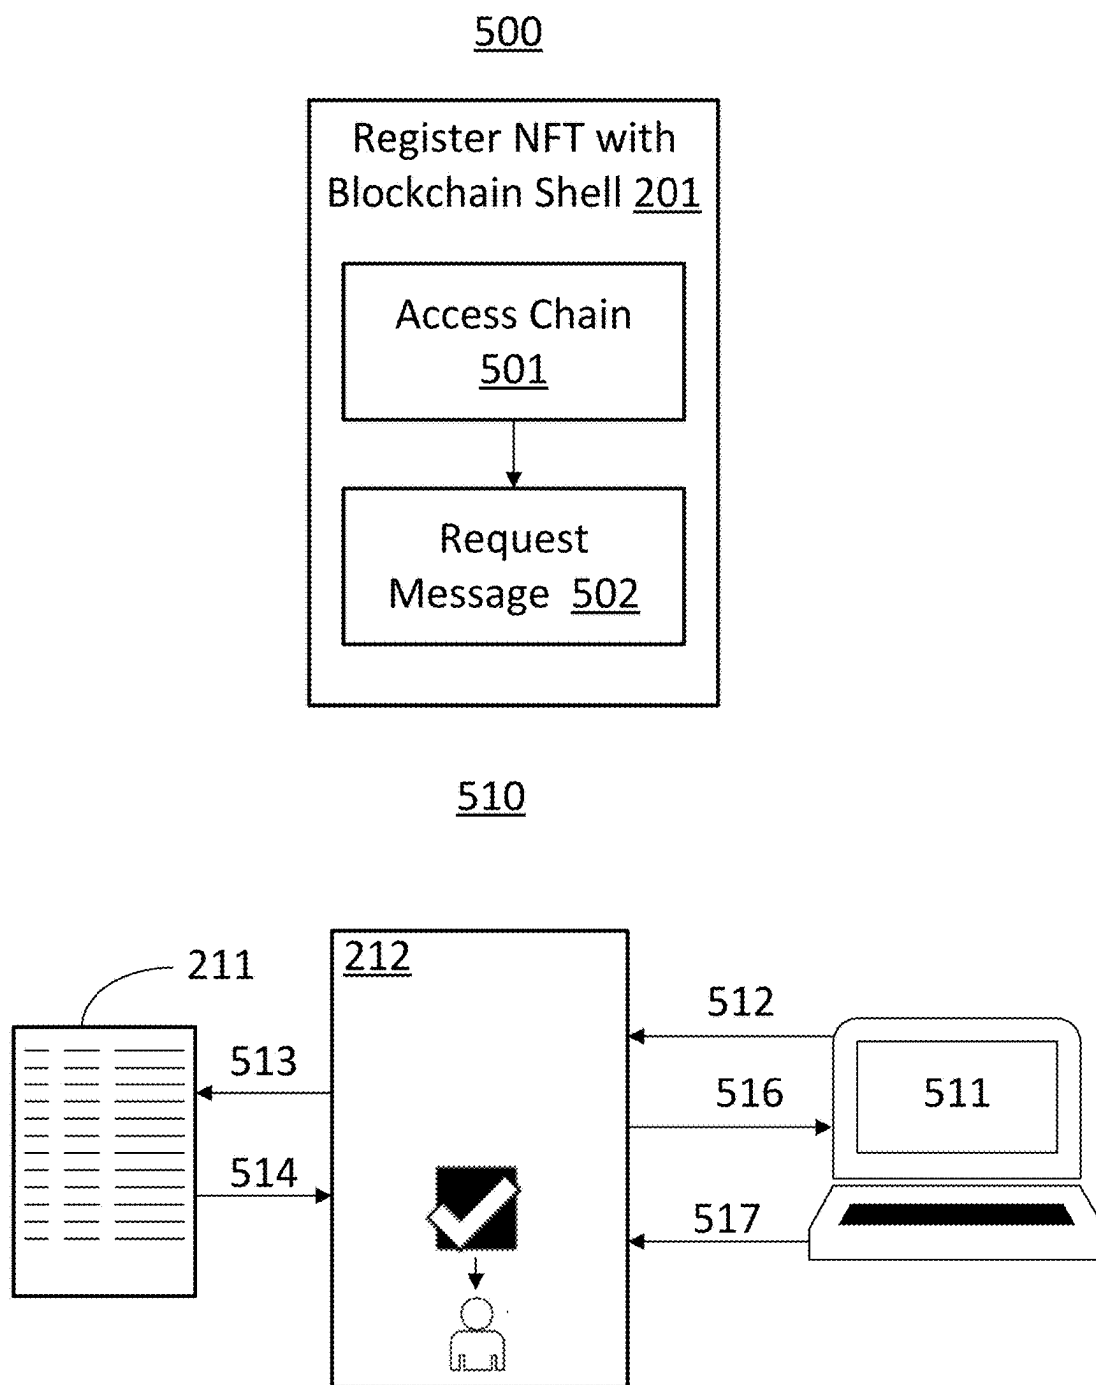 500
Register NFT with
Blockchain Shell 201
Access Chain
501
Request
Message 502
510
212
211
512
513
516
511
514
517